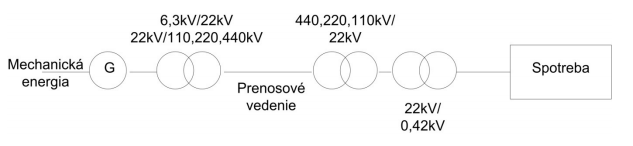 6,3kV/22kV
22kV/110,220,440kV
440,220,110kV/
22kV
Mechanická
energia
G
Prenosové
vedenie
22kV/
0,42kV
Spotreba